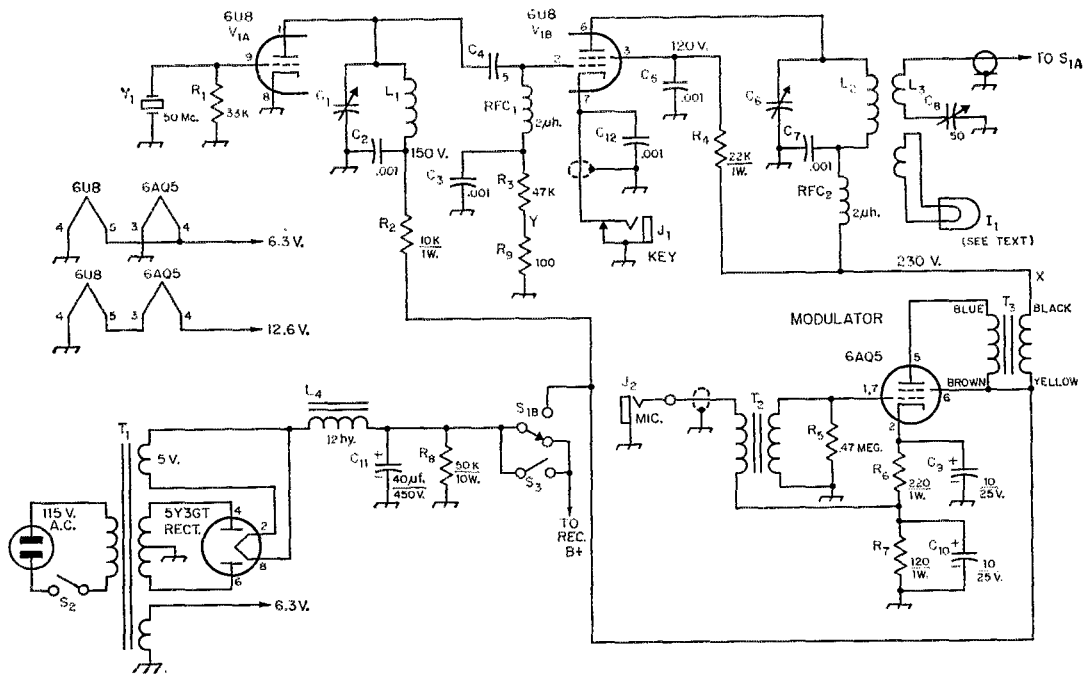 6U8
V1A
1
9
8
Y1
50 Mc.
R1
33K
C1
L1
C2
.001
150 V.
R2
10K
1W.
C4
5
RFC1
2µh.
C3
.001
R3
47K
Y
R9
100
6U8
V1B
6
2
3
7
120 V.
C5
.001
C12
.001
J1
KEY
R4
22K
1W.
C6
L2
C7
.001
RFC2
2µh.
L3
C8
50
TO S1A
I1
(SEE TEXT)
230 V.
X
6U8
6AQ5
4
5
3
4
6.3 V.
6U8
6AQ5
4
5
3
4
12.6 V.
MODULATOR
6AQ5
5
1,7
6
2
BLUE
T3
BLACK
BROWN
YELLOW
J2
MIC.
T2
R5
.47 MEG.
R6
220
1W.
C9
+
10
25 V.
R7
120
1W.
C10
+
10
25 V.
T1
5 V.
L4
12 hy.
C11
+
40µf.
450V.
R8
50K
10W.
S1B
S3
TO
REC.
B+
115 V.
A.C.
S2
5Y3GT
RECT.
4
2
8
6
6.3 V.